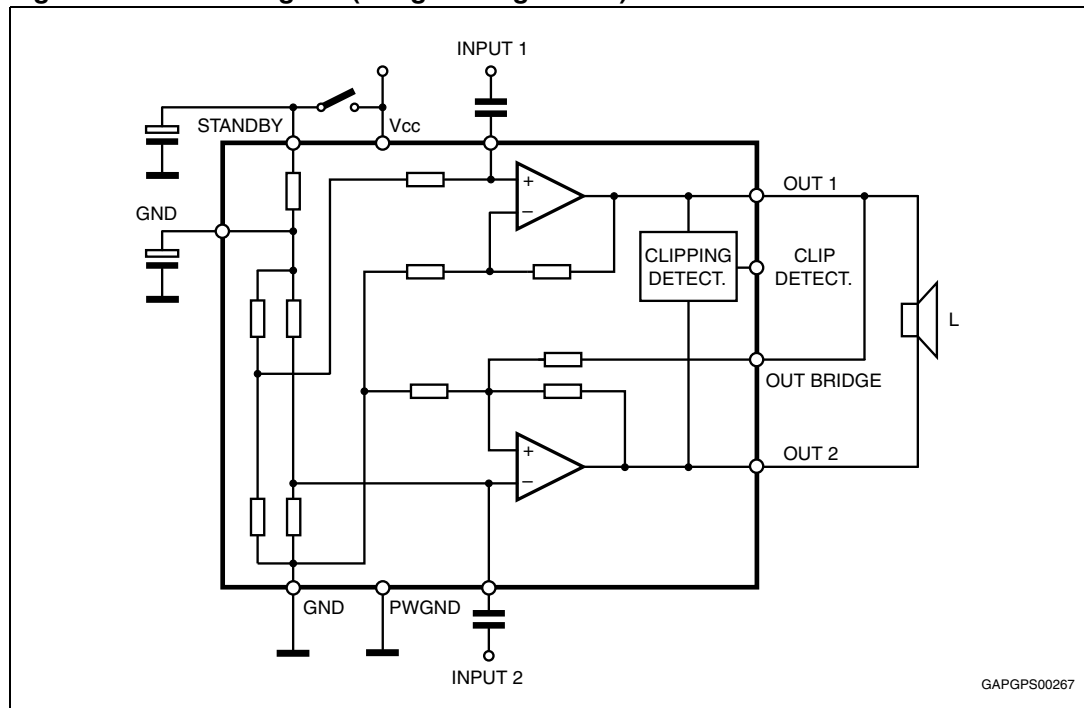 INPUT 1
STANDBY
Vcc
GND
+
–
OUT 1
CLIPPING
DETECT.
CLIP
DETECT.
L
OUT BRIDGE
+
–
OUT 2
GND
PWGND
INPUT 2
GAPGPS00267